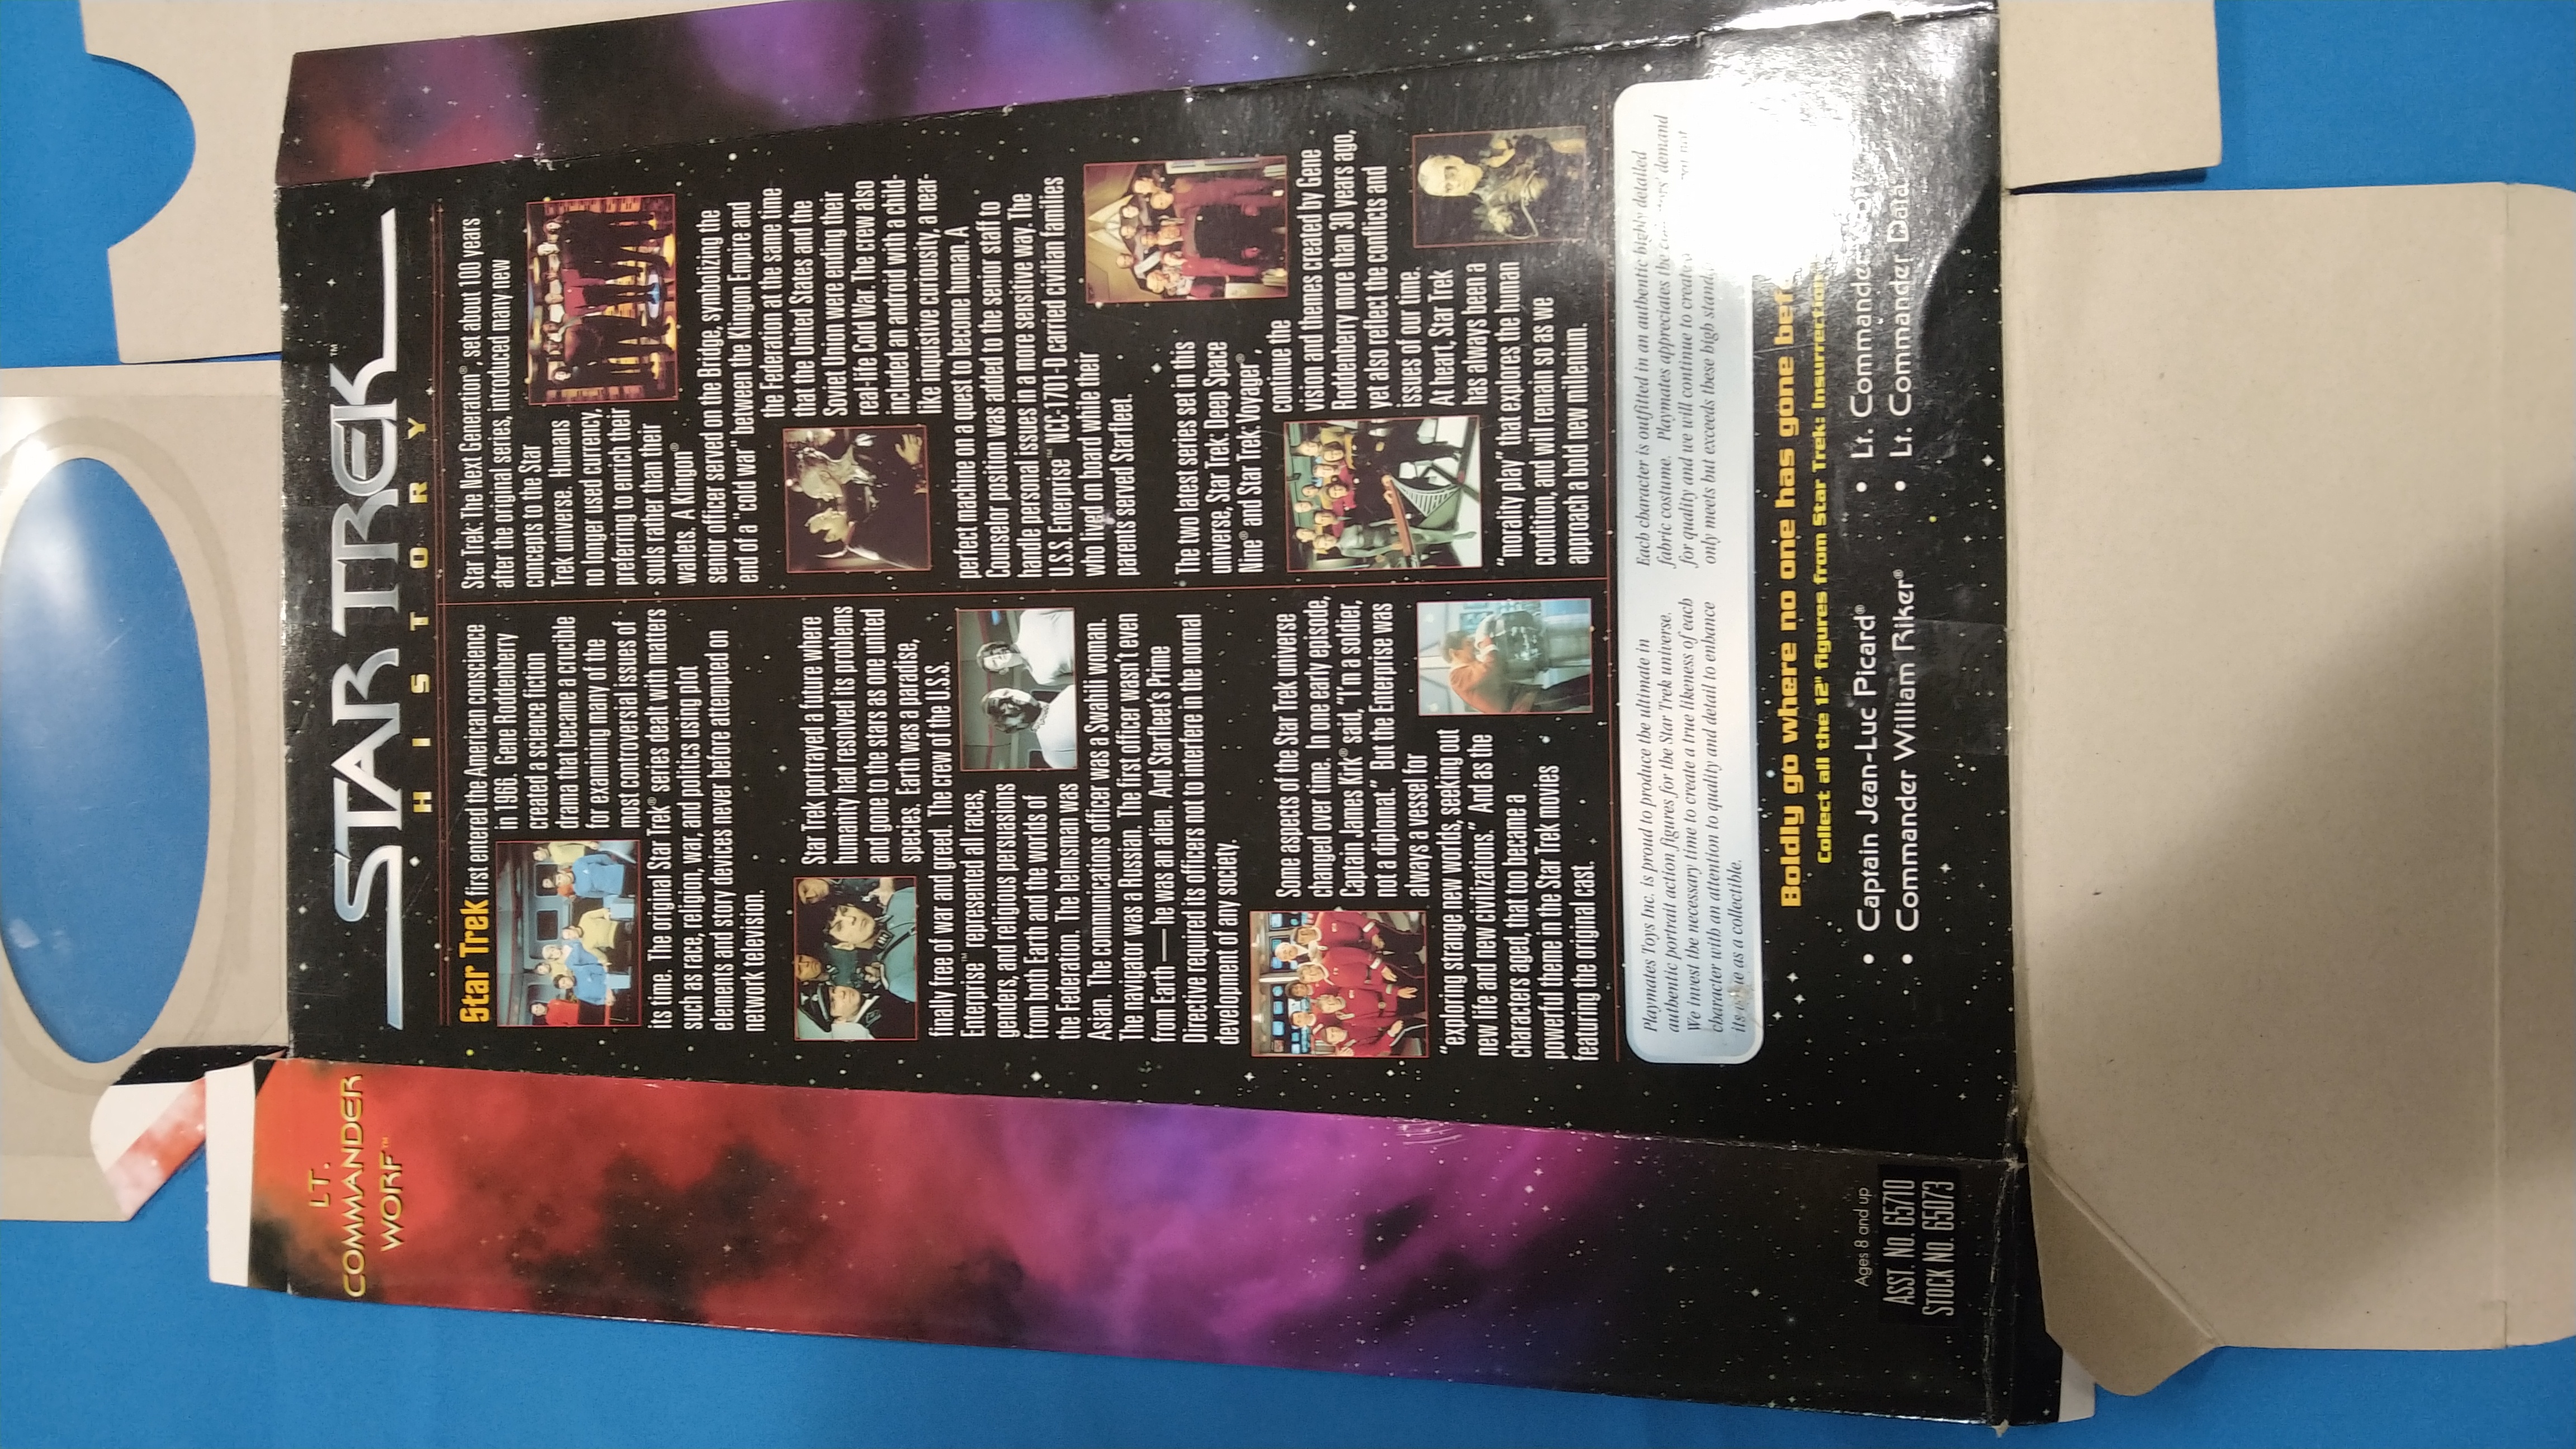 LT.
COMMANDER
WORF™
STAR TREK™
HISTORY
Star Trek first entered the American conscience
in 1966. Gene Roddenberry
created a science fiction
drama that became a crucible
for examining many of the
most controversial issues of
its time. The original Star Trek® series dealt with matters
such as race, religion, war, and politics using plot
elements and story devices never before attempted on
network television.
Star Trek portrayed a future where
humanity had resolved its problems
and gone to the stars as one united
species. Earth was a paradise,
finally free of war and greed. The crew of the U.S.S.
Enterprise™ represented all races,
genders, and religious persuasions
from both Earth and the worlds of
the Federation. The helmsman was
Asian. The communications officer was a Swahili woman.
The navigator was a Russian. The first officer wasn't even
from Earth — he was an alien. And Starfleet's Prime
Directive required its officers not to interfere in the normal
development of any society.
Some aspects of the Star Trek universe
changed over time. In one early episode,
Captain James Kirk® said, "I'm a soldier,
not a diplomat." But the Enterprise was
always a vessel for
"exploring strange new worlds, seeking out
new life and new civilizations." And as the
characters aged, that too became a
powerful theme in the Star Trek movies
featuring the original cast.
Star Trek: The Next Generation®, set about 100 years
after the original series, introduced many new
concepts to the Star
Trek universe. Humans
no longer used currency,
preferring to enrich their
souls rather than their
wallets. A Klingon®
senior officer served on the Bridge, symbolizing the
end of a "cold war" between the Klingon Empire and
the Federation at the same time
that the United States and the
Soviet Union were ending their
real-life Cold War. The crew also
included an android with a child-
like inquistive curiousity, a near-
perfect machine on a quest to become human. A
Counselor position was added to the senior staff to
handle personal issues in a more sensitive way. The
U.S.S. Enterprise™ NCC-1701-D carried civilian families
who lived on board while their
parents served Starfleet.
The two latest series set in this
universe, Star Trek: Deep Space
Nine® and Star Trek: Voyager®,
continue the
vision and themes created by Gene
Roddenberry more than 30 years ago,
yet also reflect the conflicts and
issues of our time.
At heart, Star Trek
has always been a
"morality play" that explores the human
condition, and will remain so as we
approach a bold new millenium.
Playmates Toys Inc. is proud to produce the ultimate in
authentic portrait action figures for the Star Trek universe.
We invest the necessary time to create a true likeness of each
character with an attention to quality and detail to enhance
its as a collectible.
Each character is outfitted in an authentic highly detailed
fabric costume. Playmates appreciates the demand
for quality and we will continue to create not
only meets but exceeds these high
Boldly go where no one has gone
Collect all the 12" figures from Star Trek: Insurrection
• Captain Jean-Luc Picard®
• Commander William Riker®
• Lt. Commander Worf
• Lt. Commander Data
Ages 8 and up
ASST. NO. 65710
STOCK NO. 65073